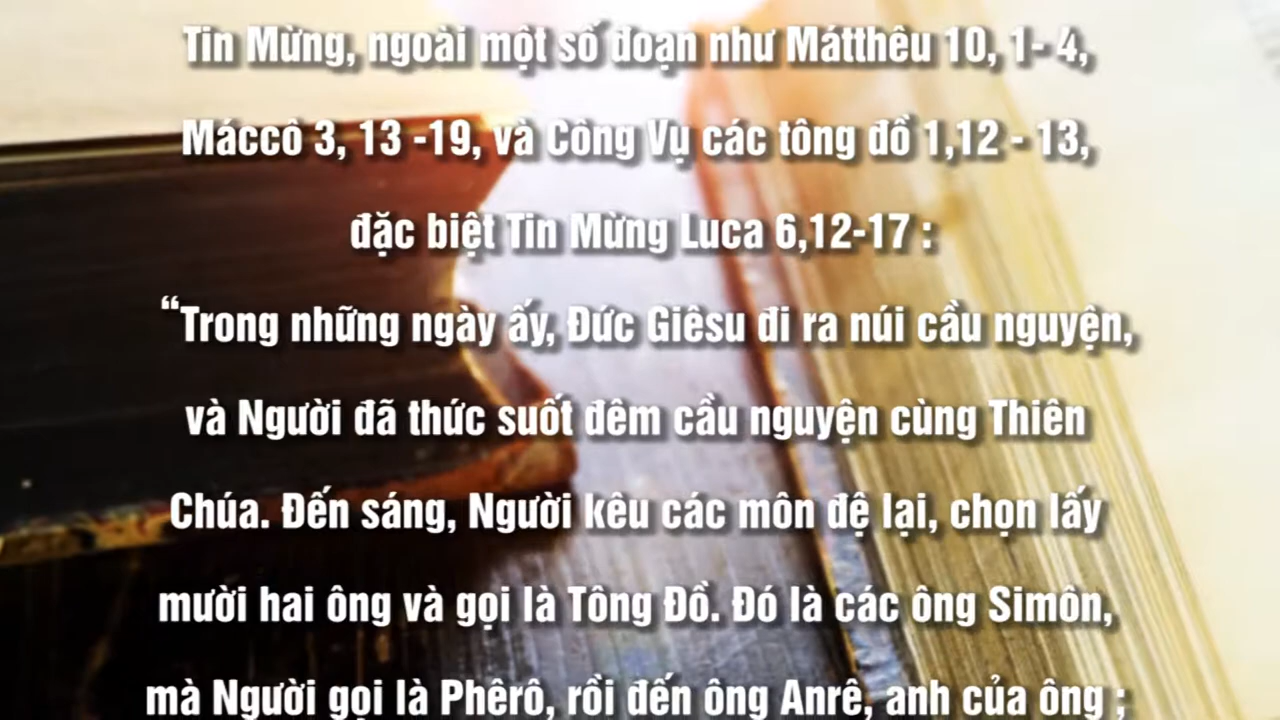 Tin Mừng, ngoài một số đoạn như Mátthêu 10, 1- 4,
Máccô 3, 13 -19, và Công Vụ các tông đồ 1,12 - 13,
đặc biệt Tin Mừng Luca 6,12-17 :
“Trong những ngày ấy, Đức Giêsu đi ra núi cầu nguyện,
và Người đã thức suốt đêm cầu nguyện cùng Thiên
Chúa. Đến sáng, Người kêu các môn đệ lại, chọn lấy
mười hai ông và gọi là Tông Đồ. Đó là các ông Simôn,
mà Người gọi là Phêrô, rồi đến ông Anrê, anh của ông ;